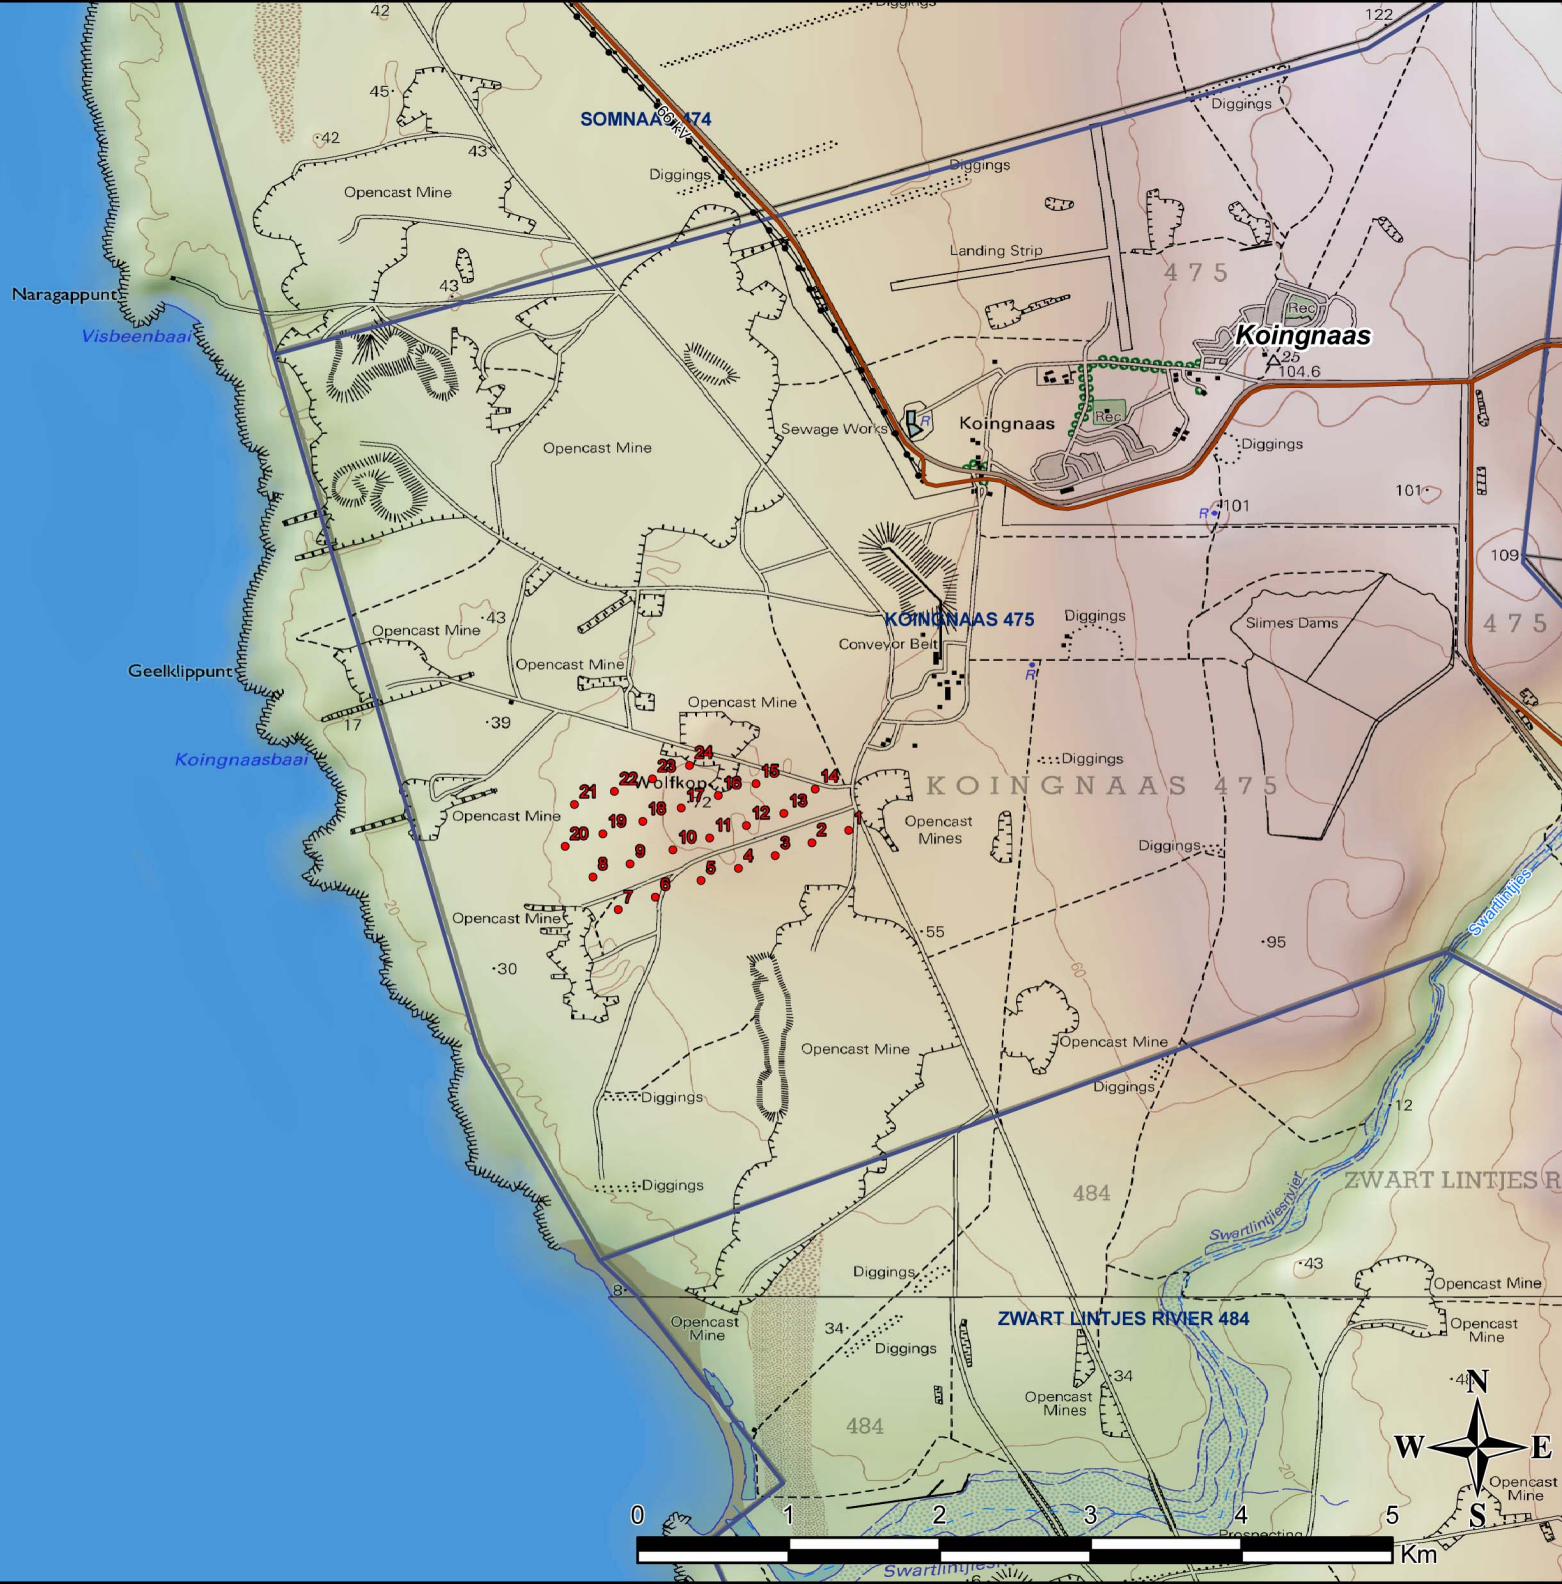 Diggings
42
122
45
SOMNAAS 474
66 kV
Diggings
42
43
Diggings
Diggings
Opencast Mine
Landing Strip
475
43
Naragappunt
Visbeenbaai
Rec
Koingnaas
25
104.6
Rec
R
Koingnaas
Sewage Works
Opencast Mine
Diggings
101
101
R
109
43
Opencast Mine
KOINGNAAS 475
Diggings
Slimes Dams
475
Conveyor Belt
Geelklippunt
Opencast Mine
R
Opencast Mine
17
39
Koingnaasbaai
24
23
Wolfkop
22
21
72
16
15
14
Diggings
KOINGNAAS 475
Opencast Mine
20
19
18
17
13
12
11
10
9
8
1
2
3
4
5
6
7
Opencast
Mines
Diggings
Swartlintjies
20
Opencast Mine
55
95
30
60
Opencast Mine
Opencast Mine
Diggings
Diggings
12
Diggings
484
ZWART LINTJES R
Swartlintjiesrivier
43
Diggings
Opencast Mine
8
ZWART LINTJES RIVIER 484
Opencast
Mine
34
Diggings
Opencast
Mine
34
Opencast
Mines
48
N
484
W
E
20
Opencast
Mine
S
0 1 2 3 4 5
Km
Prospecting